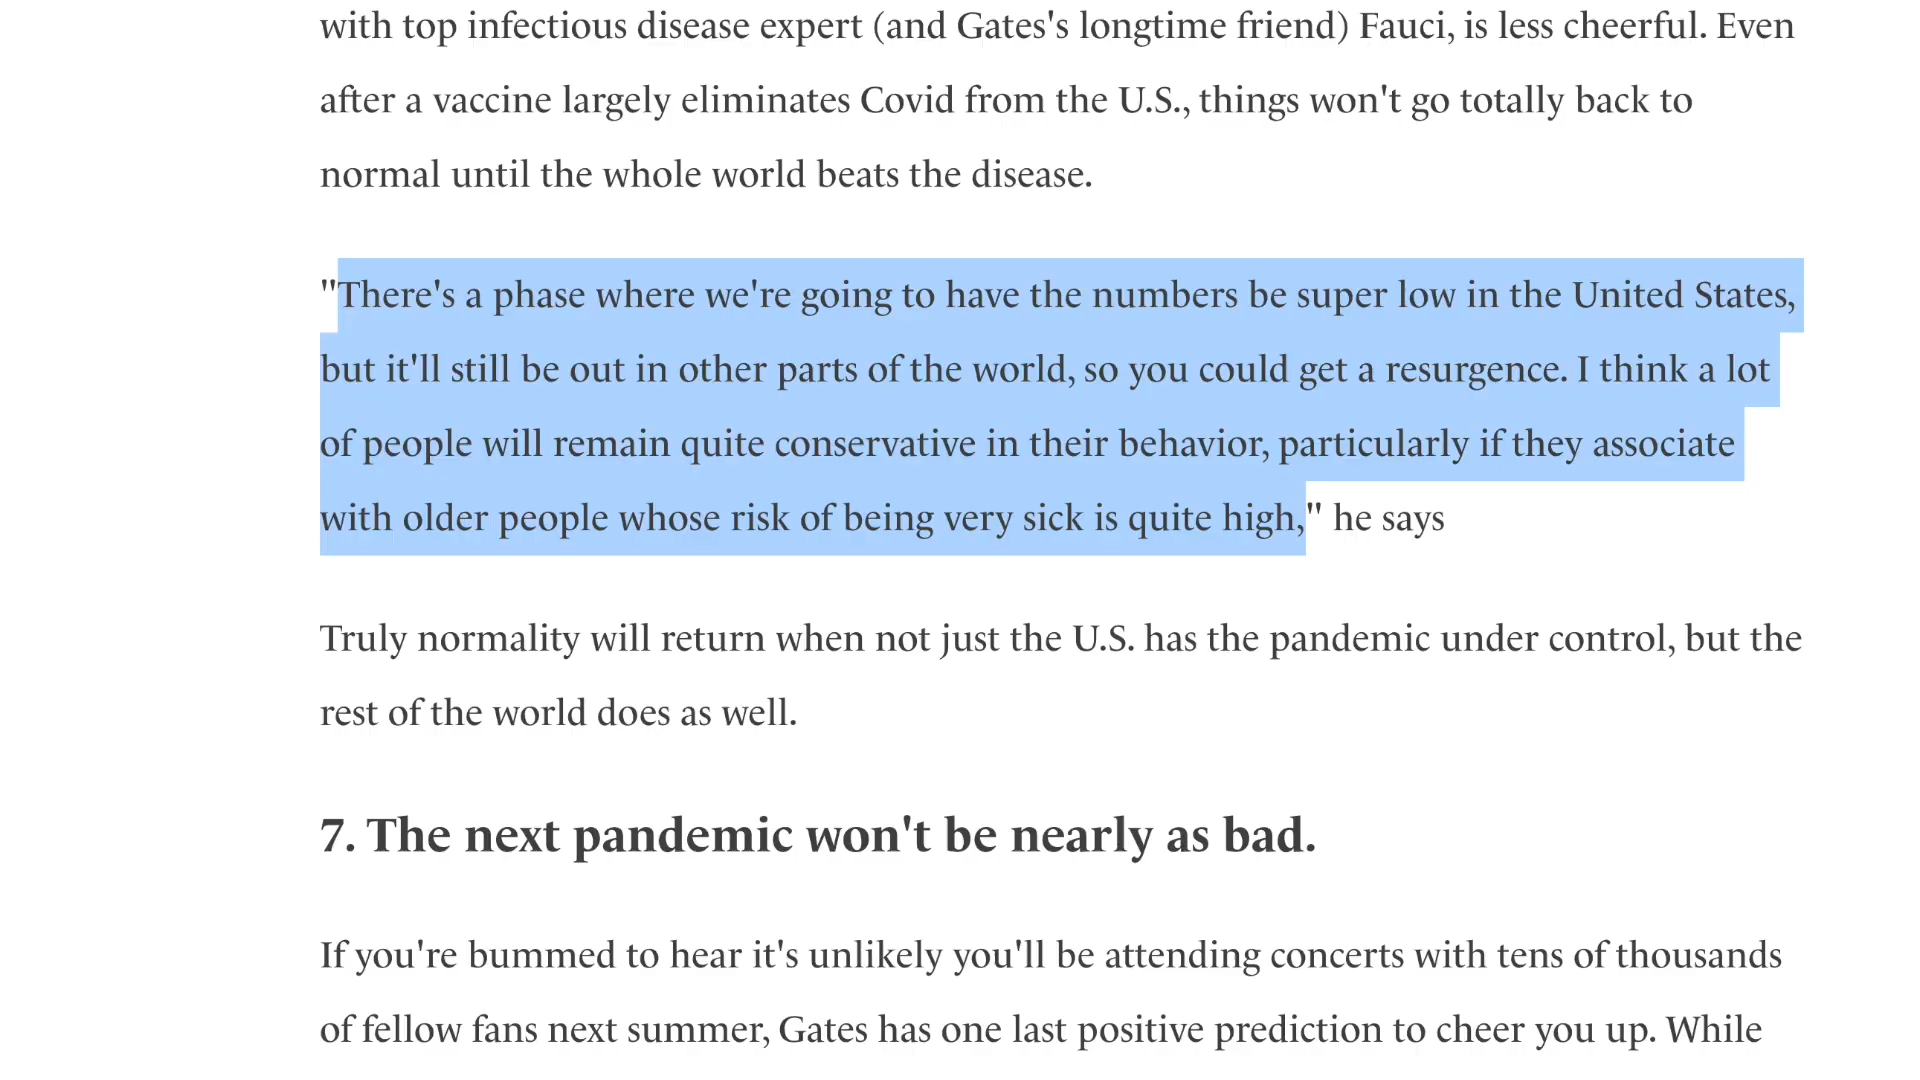 with top infectious disease expert (and Gates's longtime friend) Fauci, is less cheerful. Even
after a vaccine largely eliminates Covid from the U.S., things won't go totally back to
normal until the whole world beats the disease.
"There's a phase where we're going to have the numbers be super low in the United States,
but it'll still be out in other parts of the world, so you could get a resurgence. I think a lot
of people will remain quite conservative in their behavior, particularly if they associate
with older people whose risk of being very sick is quite high," he says
Truly normality will return when not just the U.S. has the pandemic under control, but the
rest of the world does as well.
7. The next pandemic won't be nearly as bad.
If you're bummed to hear it's unlikely you'll be attending concerts with tens of thousands
of fellow fans next summer, Gates has one last positive prediction to cheer you up. While